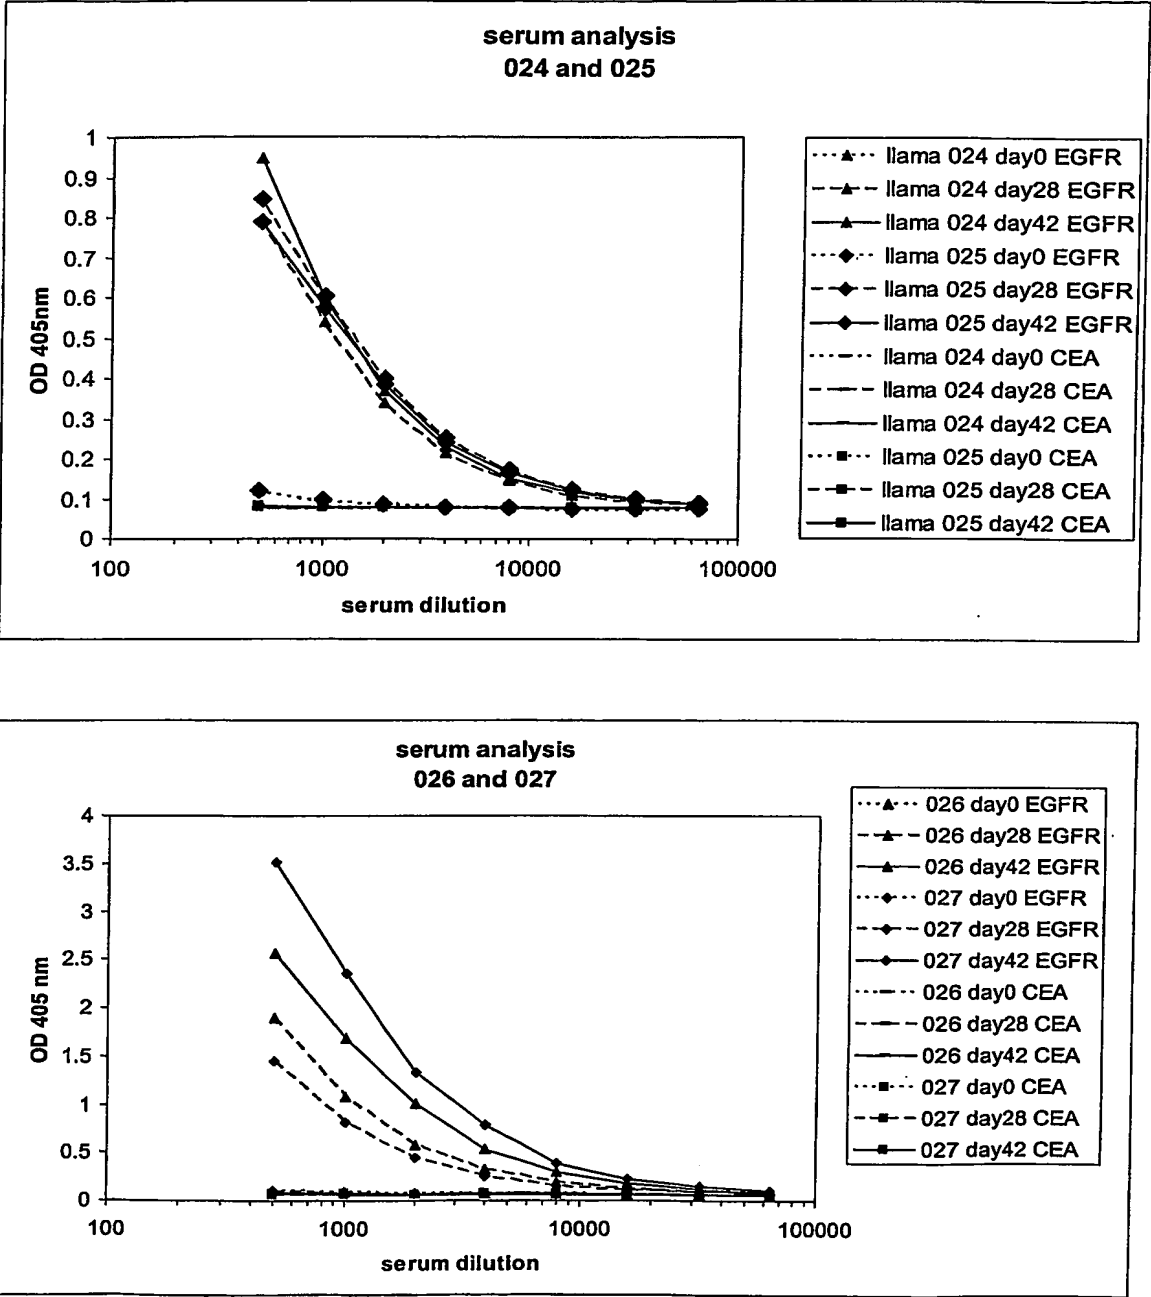 serum analysis
024 and 025
1
0.9
0.8
0.7
0.6
0.5
0.4
0.3
0.2
0.1
0
OD 405nm
100
1000
10000
100000
serum dilution
llama 024 day0 EGFR
llama 024 day28 EGFR
llama 024 day42 EGFR
llama 025 day0 EGFR
llama 025 day28 EGFR
llama 025 day42 EGFR
llama 024 day0 CEA
llama 024 day28 CEA
llama 024 day42 CEA
llama 025 day0 CEA
llama 025 day28 CEA
llama 025 day42 CEA
serum analysis
026 and 027
4
3.5
3
2.5
2
1.5
1
0.5
0
OD 405 nm
100
1000
10000
100000
serum dilution
026 day0 EGFR
026 day28 EGFR
026 day42 EGFR
027 day0 EGFR
027 day28 EGFR
027 day42 EGFR
026 day0 CEA
026 day28 CEA
026 day42 CEA
027 day0 CEA
027 day28 CEA
027 day42 CEA